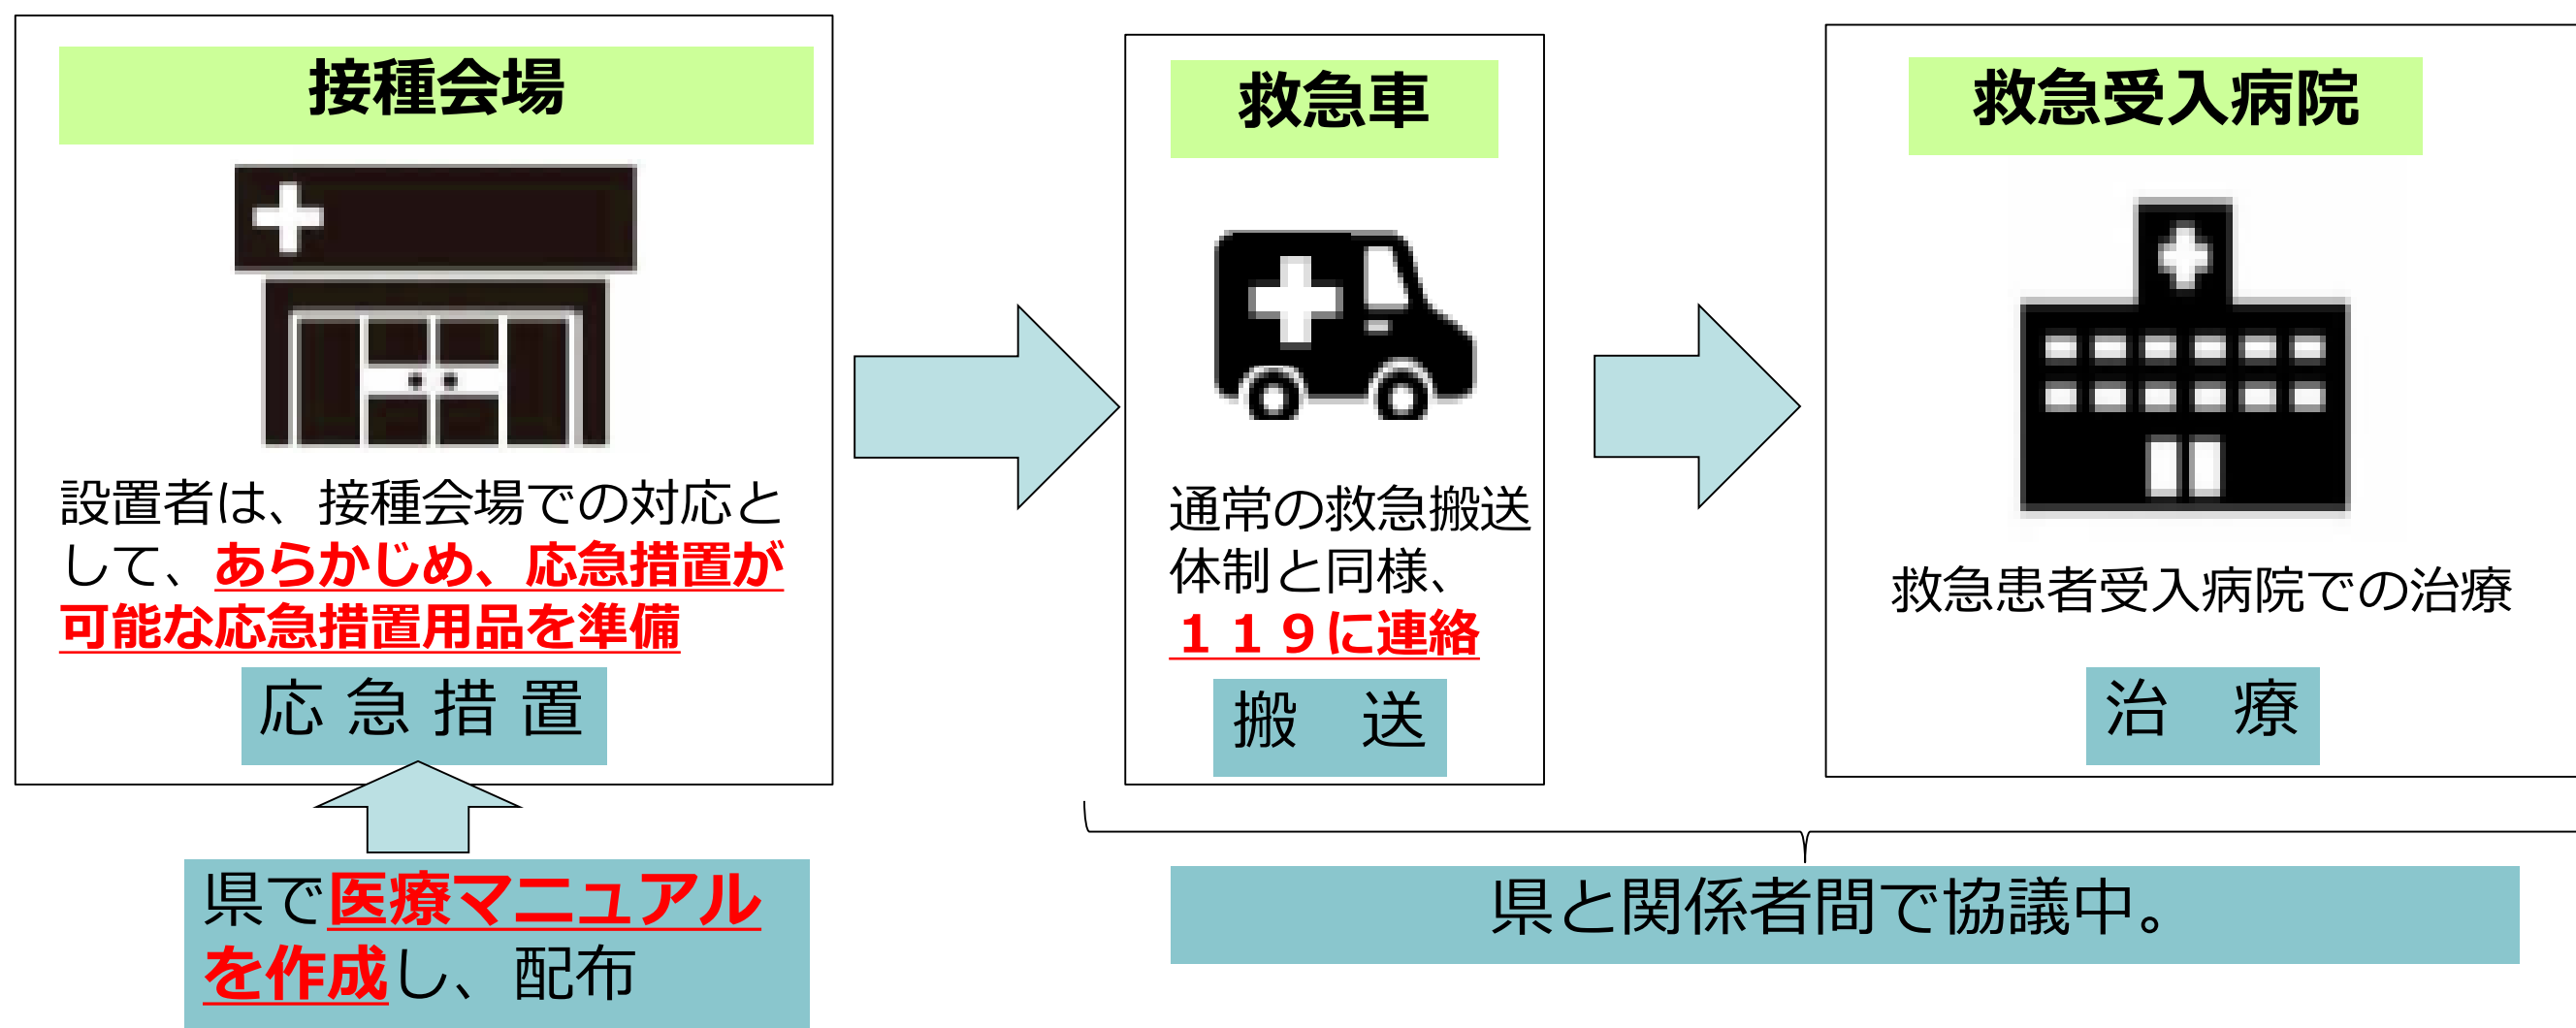 接種会場
設置者は、接種会場での対応と
して、あらかじめ、応急措置が
可能な応急措置用品を準備
応急措置
県で医療マニュアル
を作成し、配布
救急車
通常の救急搬送
体制と同様、
１１９に連絡
搬　送
救急受入病院
救急患者受入病院での治療
治　療
県と関係者間で協議中。